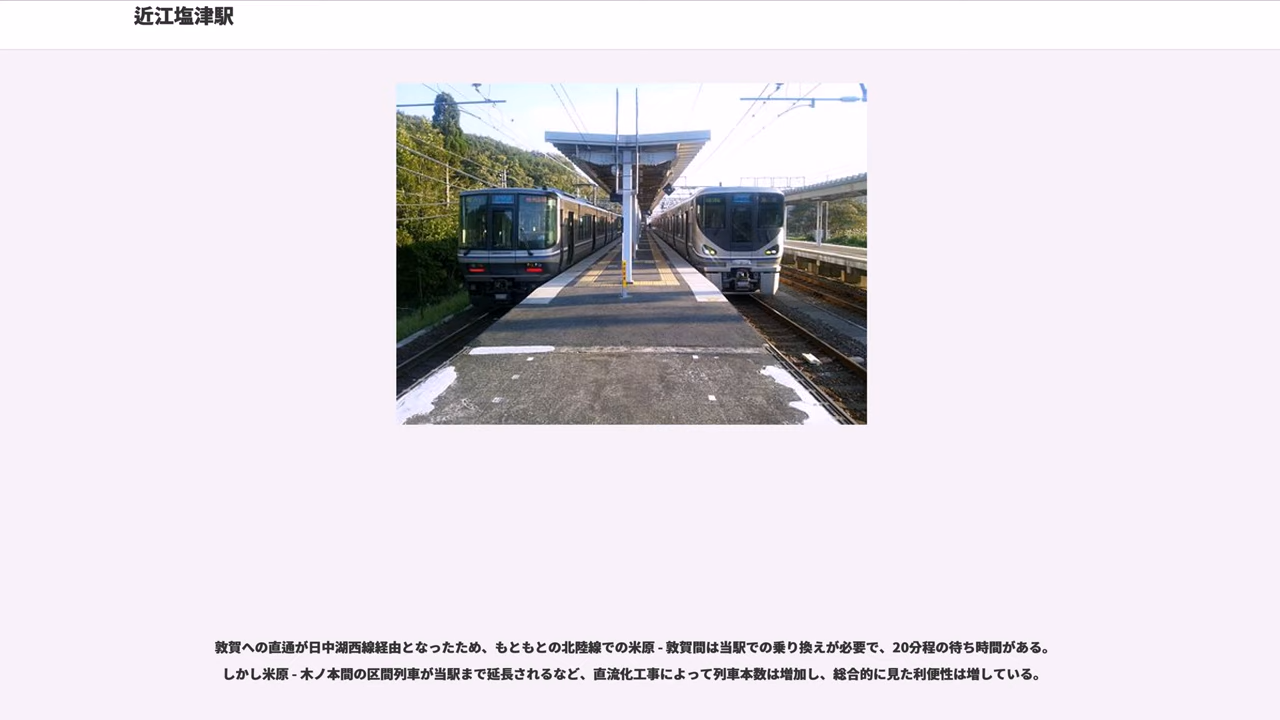 近江塩津駅
敦賀への直通が日中湖西線経由となったため、もともとの北陸線での米原 - 敦賀間は当駅での乗り換えが必要で、20分程の待ち時間がある。
しかし米原 - 木ノ本間の区間列車が当駅まで延長されるなど、直流化工事によって列車本数は増加し、総合的に見た利便性は増している。